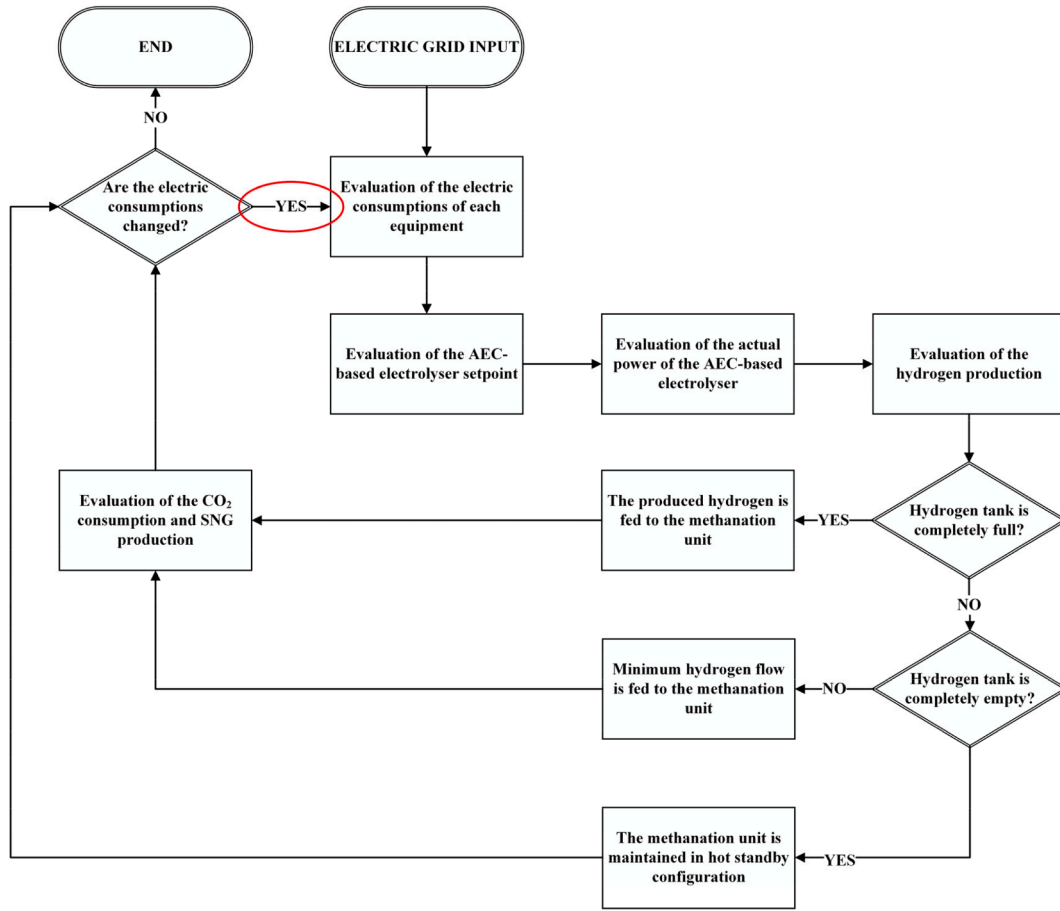 END
ELECTRIC GRID INPUT
NO
Are the electric
consumptions
changed?
YES
Evaluation of the electric
consumptions of each
equipment
Evaluation of the AEC-
based electrolyser setpoint
Evaluation of the actual
power of the AEC-based
electrolyser
Evaluation of the
hydrogen production
Evaluation of the CO₂
consumption and SNG
production
The produced hydrogen is
fed to the methanation
unit
YES
Hydrogen tank is
completely full?
NO
Minimum hydrogen flow
is fed to the methanation
unit
NO
Hydrogen tank is
completely empty?
The methanation unit is
maintained in hot standby
configuration
YES